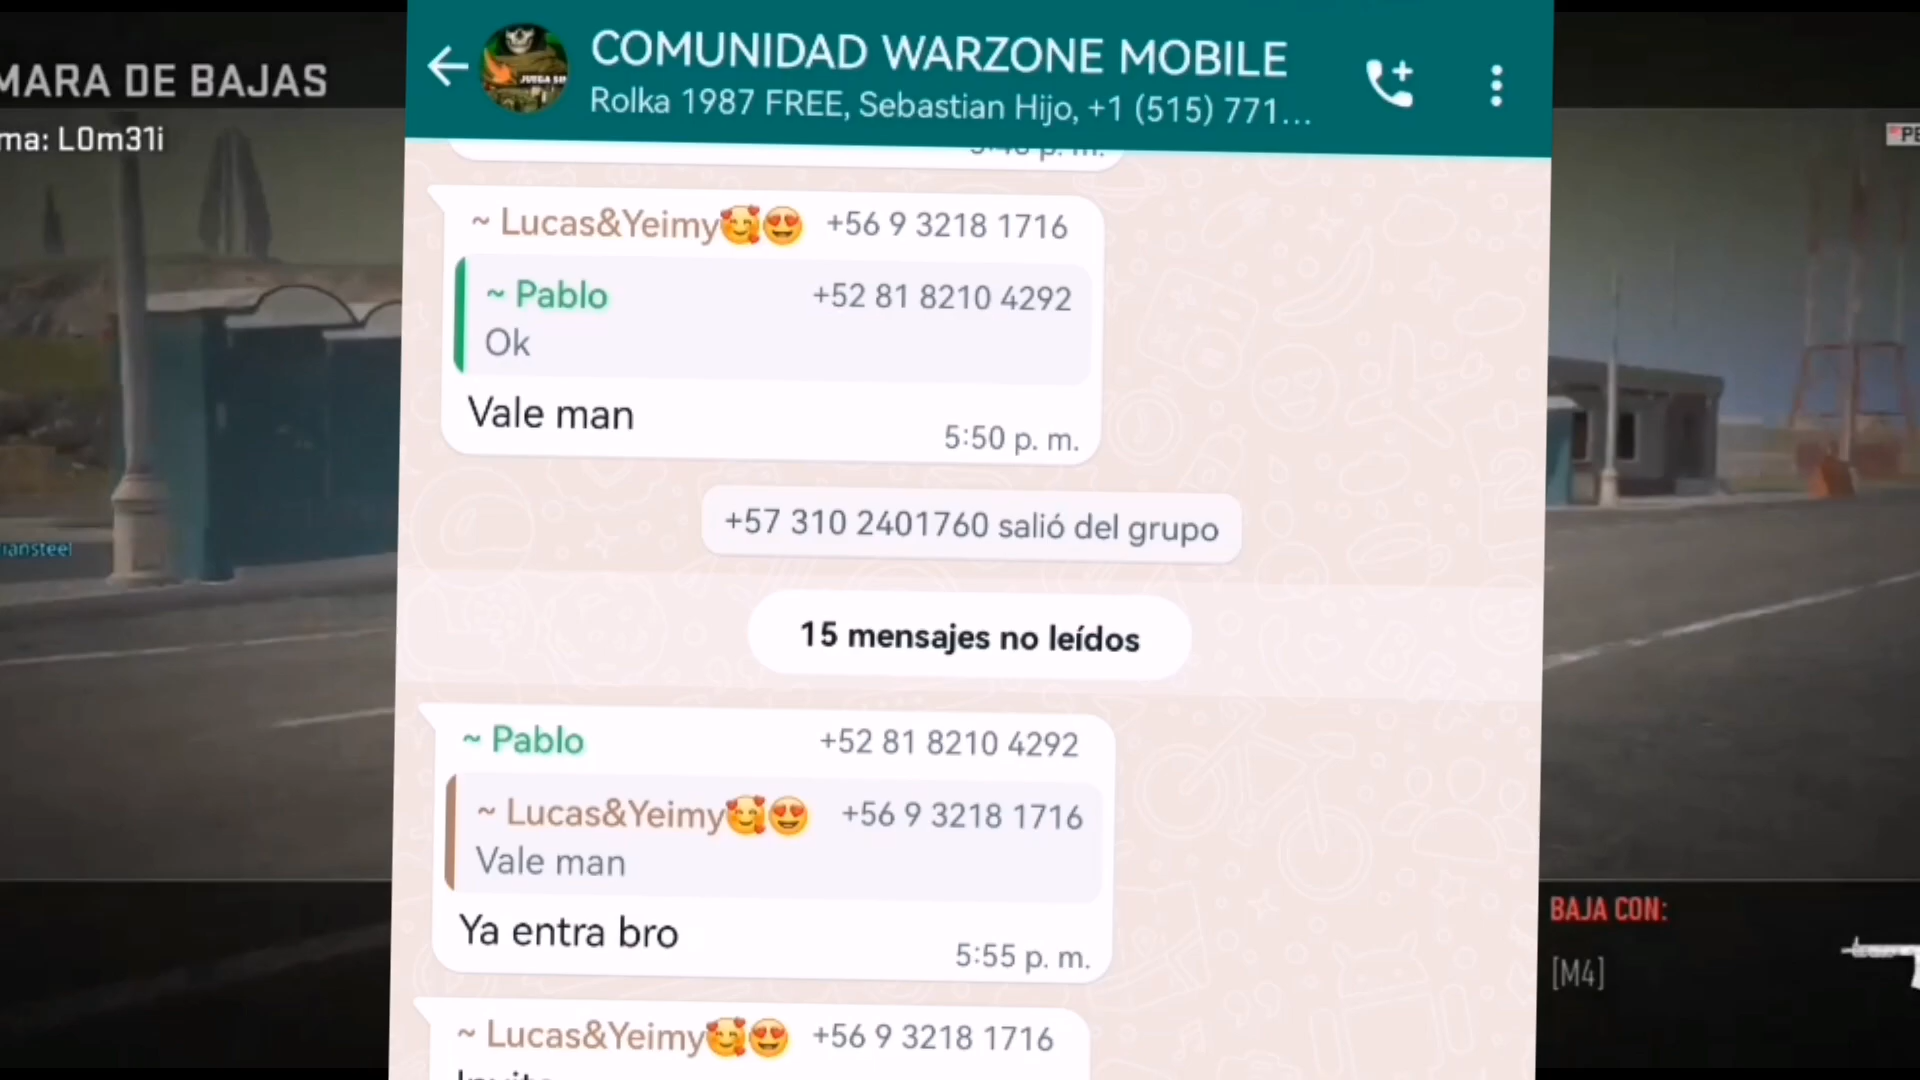 MARA DE BAJAS
ma: L0m31i
iansteel
COMUNIDAD WARZONE MOBILE
Rolka 1987 FREE, Sebastian Hijo, +1 (515) 771...
~ Lucas&Yeimy🥰😍 +56 9 3218 1716
~ Pablo +52 81 8210 4292
Ok
Vale man
5:50 p. m.
+57 310 2401760 salió del grupo
15 mensajes no leídos
~ Pablo +52 81 8210 4292
~ Lucas&Yeimy🥰😍 +56 9 3218 1716
Vale man
Ya entra bro
5:55 p. m.
~ Lucas&Yeimy🥰😍 +56 9 3218 1716
PE
BAJA CON:
[M4]